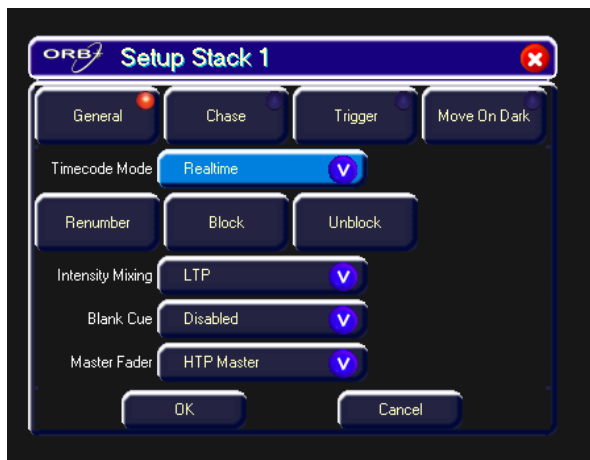 ORB Setup Stack 1
General Chase Trigger Move On Dark
Timecode Mode Realtime V
Renumber Block Unblock
Intensity Mixing LTP V
Blank Cue Disabled V
Master Fader HTP Master V
OK Cancel